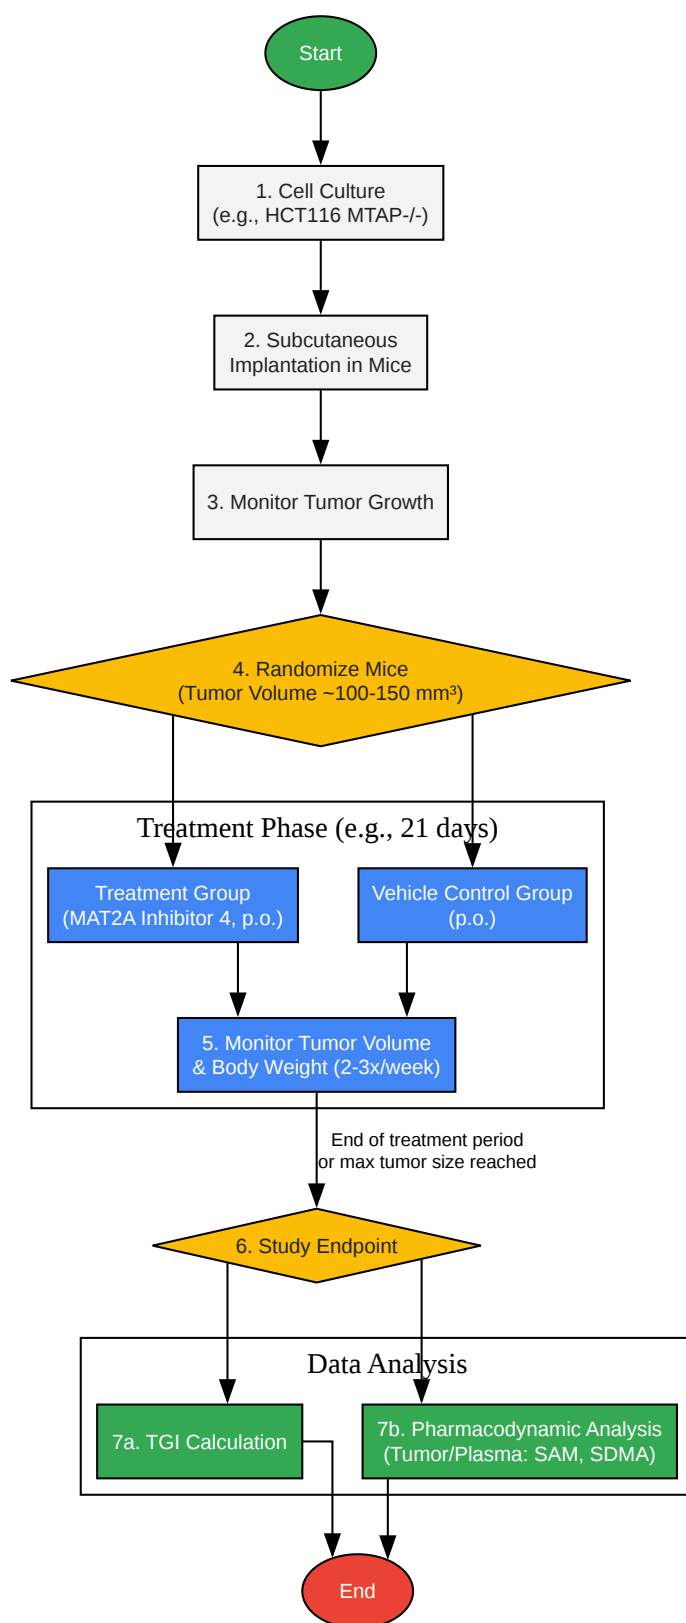 Start
1. Cell Culture
(e.g., HCT116 MTAP-/-)
2. Subcutaneous
Implantation in Mice
3. Monitor Tumor Growth
4. Randomize Mice
(Tumor Volume ~100-150 mm³)
Treatment Phase (e.g., 21 days)
Treatment Group
(MAT2A Inhibitor 4, p.o.)
Vehicle Control Group
(p.o.)
5. Monitor Tumor Volume
& Body Weight (2-3x/week)
End of treatment period
or max tumor size reached
6. Study Endpoint
Data Analysis
7a. TGI Calculation
7b. Pharmacodynamic Analysis
(Tumor/Plasma: SAM, SDMA)
End